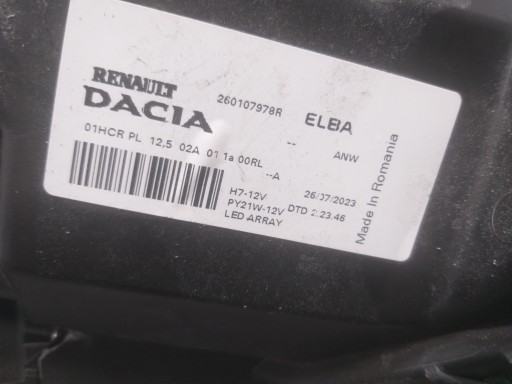 RENAULT
DACIA
260107978R ELBA
-- ANW
01HCR PL 12,5 02A 01 1a 00RL
--A
H7-12V 26/07/2023
PY21W-12V DTD 2:23:46
LED ARRAY
Made In Romania